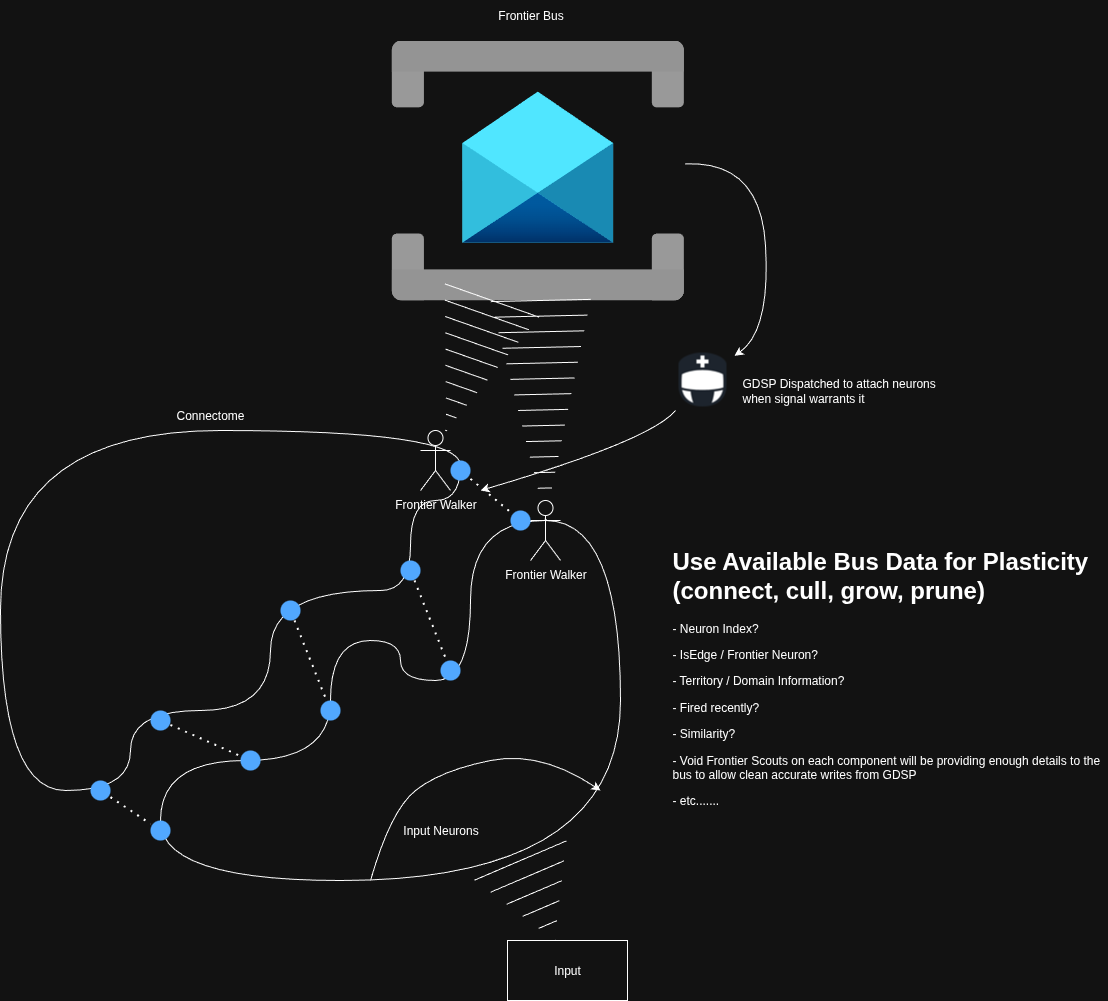 Frontier Bus
GDSP Dispatched to attach neurons
when signal warrants it
Connectome
Frontier Walker
Frontier Walker
Use Available Bus Data for Plasticity
(connect, cull, grow, prune)
- Neuron Index?
- IsEdge / Frontier Neuron?
- Territory / Domain Information?
- Fired recently?
- Similarity?
- Void Frontier Scouts on each component will be providing enough details to the
bus to allow clean accurate writes from GDSP
- etc.......
Input Neurons
Input